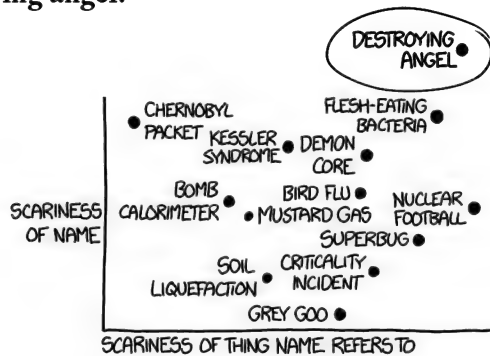 ing angel.
DESTROYING
ANGEL
CHERNOBYL
PACKET
FLESH-EATING
BACTERIA
KESSLER
SYNDROME
DEMON
CORE
BOMB
CALORIMETER
BIRD FLU
MUSTARD GAS
NUCLEAR
FOOTBALL
SCARINESS
OF NAME
SUPERBUG
SOIL
LIQUEFACTION
CRITICALITY
INCIDENT
GREY GOO
SCARINESS OF THING NAME REFERS TO